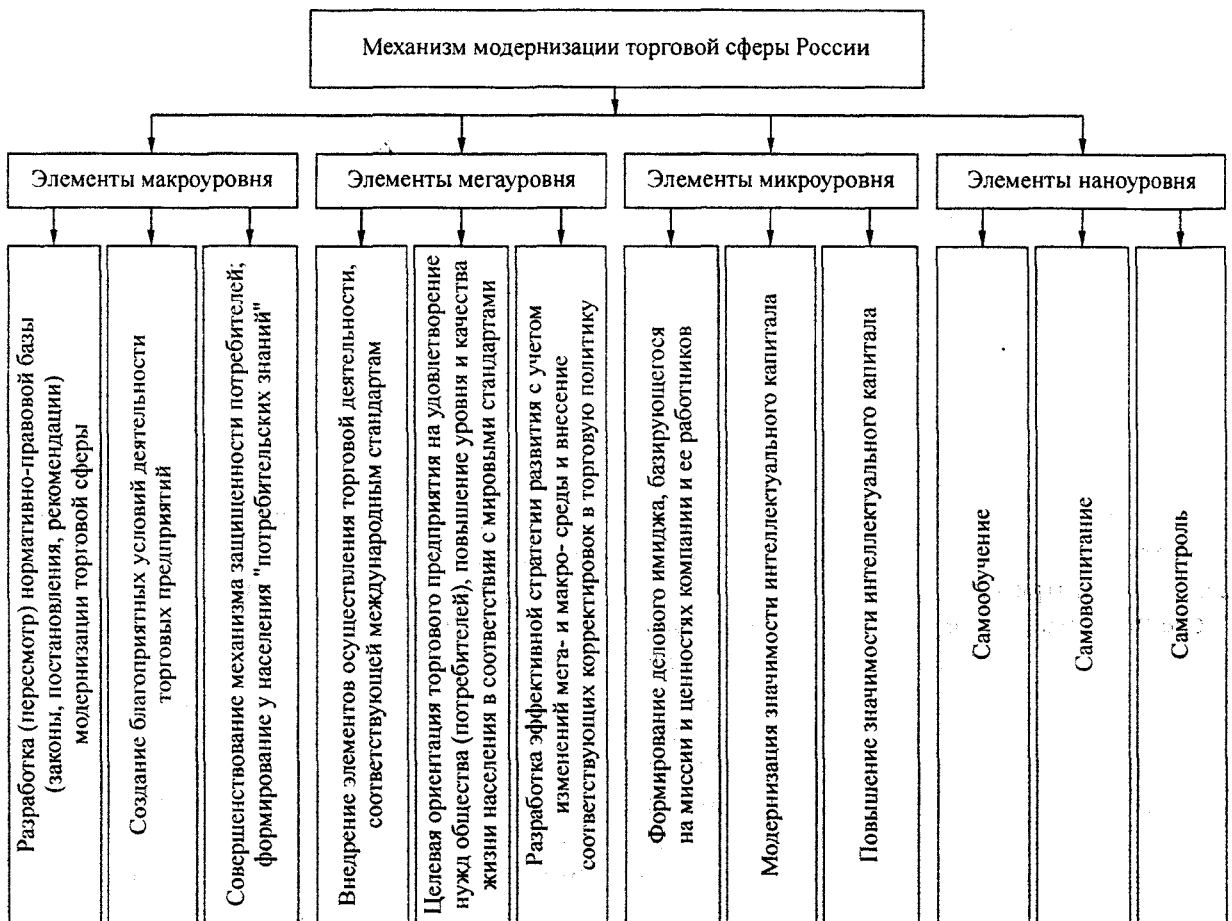 Механизм модернизации торговой сферы России
Элементы макроуровня
Элементы мегауровня
Элементы микроуровня
Элементы наноуровня
Разработка (пересмотр) нормативно-правовой базы
(законы, постановления, рекомендации)
модернизации торговой сферы
Создание благоприятных условий деятельности
торговых предприятий
Совершенствование механизма защищенности потребителей;
формирование у населения "потребительских знаний"
Внедрение элементов осуществления торговой деятельности,
соответствующей международным стандартам
Целевая ориентация торгового предприятия на удовлетворение
нужд общества (потребителей), повышение уровня и качества
жизни населения в соответствии с мировыми стандартами
Разработка эффективной стратегии развития с учетом
изменений мега- и макро- среды и внесение
соответствующих корректировок в торговую политику
Формирование делового имиджа, базирующегося
на миссии и ценностях компании и ее работников
Модернизация значимости интеллектуального капитала
Повышение значимости интеллектуального капитала
Самообучение
Самовоспитание
Самоконтроль